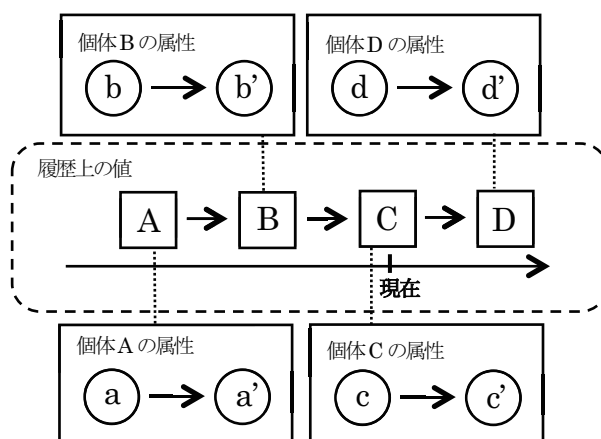 個体Bの属性
b b’
個体Dの属性
d d’
履歴上の値
A B C D
現在
個体Aの属性
a a’
個体Cの属性
c c’